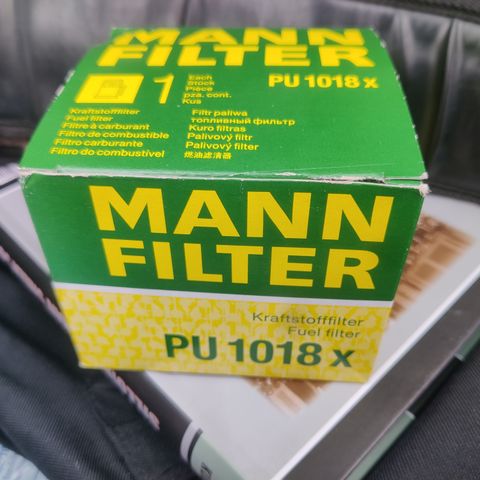 MANN
FILTER
PU 1018 x
1
Each
Stück
Pièce
pza. cont.
Kus
Kraftstofffilter
Fuel filter
Filtre à carburant
Filtro de combustible
Filtro carburante
Filtro do combustível
Filtr paliwa
топливный фильтр
Kuro filtras
Palivový filtr
Palivový filter
燃油滤清器
MANN
FILTER
Kraftstofffilter
Fuel filter
PU 1018 x